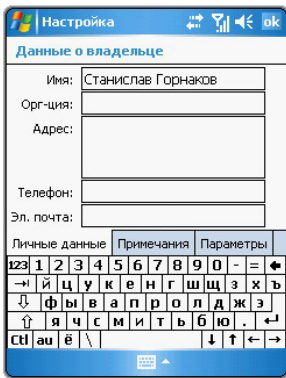 Настройка ok
Данные о владельце
Имя: Станислав Горнаков
Орг-ция:
Адрес:
Телефон:
Эл. почта:
Личные данные Примечания Параметры
123 1 2 3 4 5 6 7 8 9 0 - =
й ц у к е н г ш щ з х ъ
ф ы в а п р о л д ж э
я ч с м и т ь б ю .
Ctl аu ё \